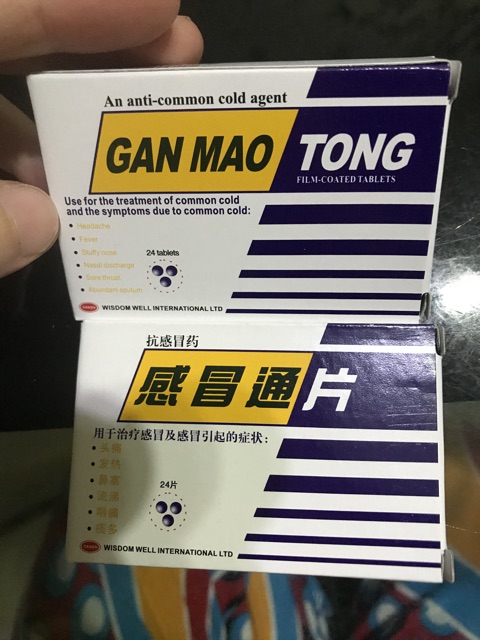 An anti-common cold agent
GAN MAO TONG
FILM-COATED TABLETS
Use for the treatment of common cold
and the symptoms due to common cold:
• Headache
• Fever
• Stuffy nose
• Nasal discharge
• Sore throat
• Abundant sputum
24 tablets
WISDOM WELL INTERNATIONAL LTD
抗感冒药
感冒通片
用于治疗感冒及感冒引起的症状:
• 头痛
• 发热
• 鼻塞
• 流涕
• 咽痛
• 痰多
24片
WISDOM WELL INTERNATIONAL LTD